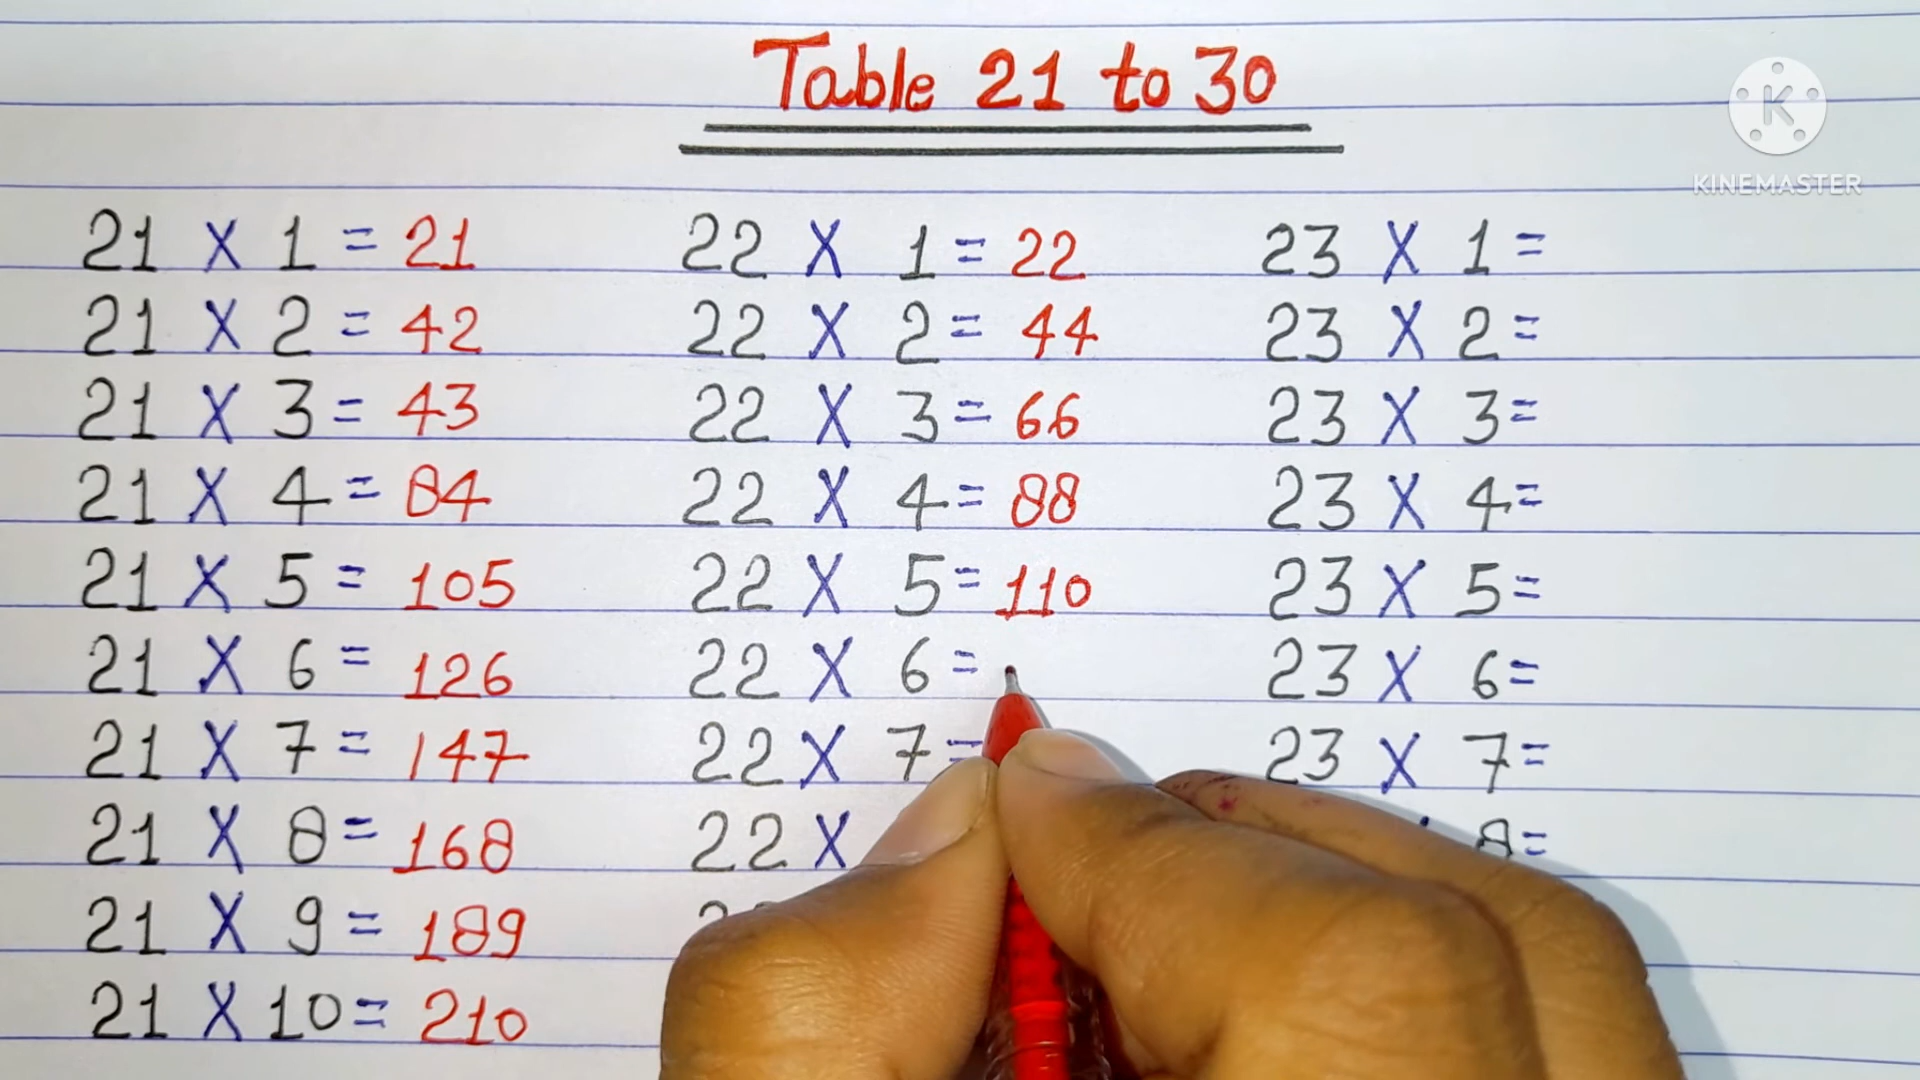 Table 21 to 30
KINEMASTER
21 X 1 = 21
21 X 2 = 42
21 X 3 = 43
21 X 4 = 84
21 X 5 = 105
21 X 6 = 126
21 X 7 = 147
21 X 8 = 168
21 X 9 = 189
21 X 10 = 210
22 X 1 = 22
22 X 2 = 44
22 X 3 = 66
22 X 4 = 88
22 X 5 = 110
22 X 6 =
22 X 7 =
22 X
23 X 1 =
23 X 2 =
23 X 3 =
23 X 4 =
23 X 5 =
23 X 6 =
23 X 7 =
8 =